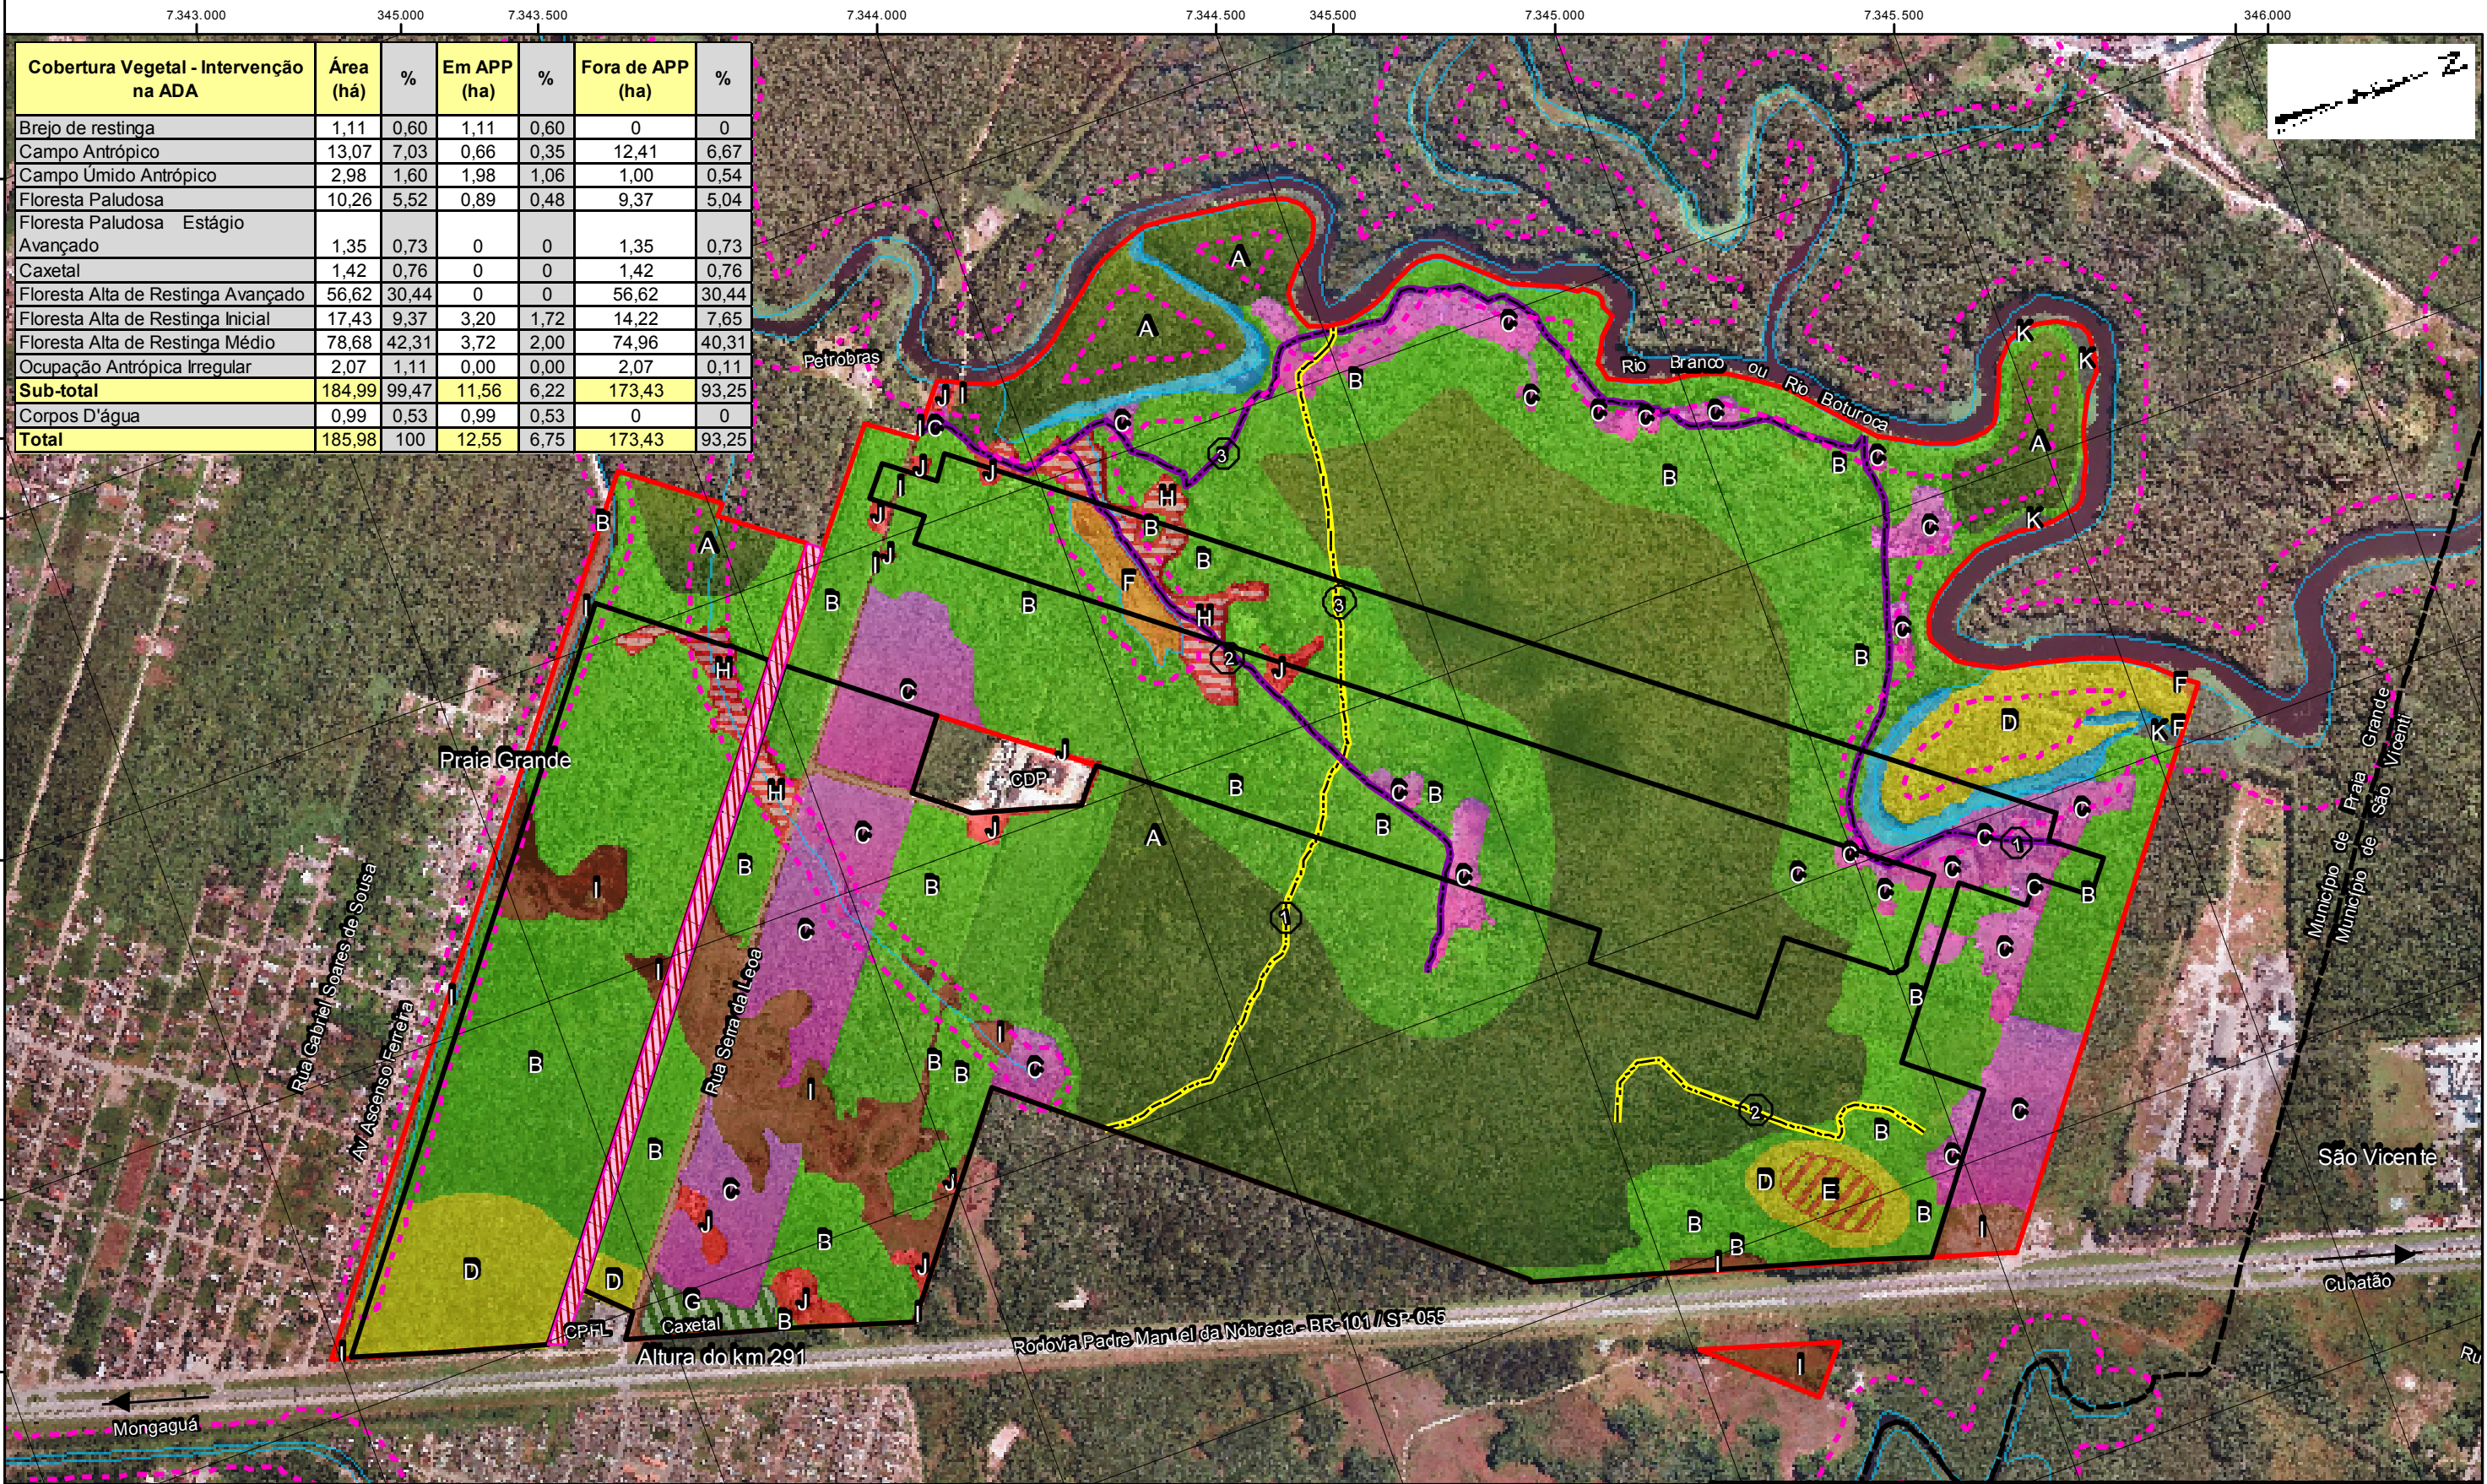 7.343.000 345.000 7.343.500 7.344.000 7.344.500 345.500 7.345.000 7.345.500 346.000
Cobertura Vegetal - Intervenção na ADA Área (há) % Em APP (ha) % Fora de APP (ha) %
Brejo de restinga 1,11 0,60 1,11 0,60 0 0
Campo Antrópico 13,07 7,03 0,66 0,35 12,41 6,67
Campo Úmido Antrópico 2,98 1,60 1,98 1,06 1,00 0,54
Floresta Paludosa 10,26 5,52 0,89 0,48 9,37 5,04
Floresta Paludosa Estágio Avançado 1,35 0,73 0 0 1,35 0,73
Caxetal 1,42 0,76 0 0 1,42 0,76
Floresta Alta de Restinga Avançado 56,62 30,44 0 0 56,62 30,44
Floresta Alta de Restinga Inicial 17,43 9,37 3,20 1,72 14,22 7,65
Floresta Alta de Restinga Médio 78,68 42,31 3,72 2,00 74,96 40,31
Ocupação Antrópica Irregular 2,07 1,11 0,00 0,00 2,07 0,11
Sub-total 184,99 99,47 11,56 6,22 173,43 93,25
Corpos D'água 0,99 0,53 0,99 0,53 0 0
Total 185,98 100 12,55 6,75 173,43 93,25
N
A
A
K
K
C
Petrobras
Rio Branco ou Rio Boturoca
B
J I
C
C C C
I C
C
A
3
B
B C
J
J
H
B
I
K
C
J
B
A
B
I J
F
B
I
B
B
3
H
C
2
B
H
J
F
C
D
K F
Praia Grande
J
CDP
H
B
C B
C
J
B
C
A
C
1
C
I
B
B
C
C
C
C
C
B
C
1
C
I
I
B
Rua Gabriel Soares de Sousa
Av Ascenso Ferreira
Rua Serra da Leoa
Município de Praia Grande
Município de São Vicenti
I
B
B B
C
I
C
2
B
B
C
São Vicente
C
J
D
E
J
B
B
B
B
I
D
D
J
I
G
J
I
Cubatão
Caxetal
B
CPFL
Rodovia Padre Manuel da Nóbrega - BR-101 / SP-055
Altura do km 291
I
I
Ru
Mongaguá